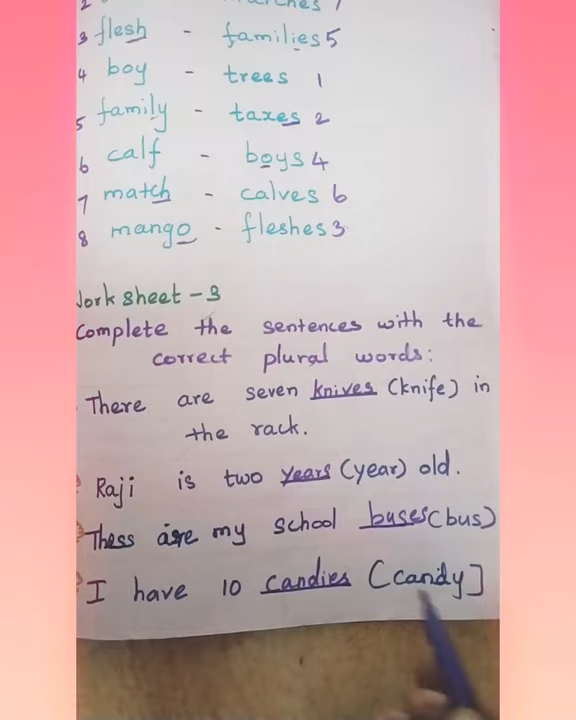 3 flesh - families 5
4 boy - trees 1
5 family - taxes 2
6 calf - boys 4
7 match - calves 6
8 mango - fleshes 3
Work sheet - 3
Complete the sentences with the
correct plural words:
There are seven knives (knife) in
the rack.
Raji is two years (year) old.
Thess are my school buses (bus)
I have 10 candies (candy]